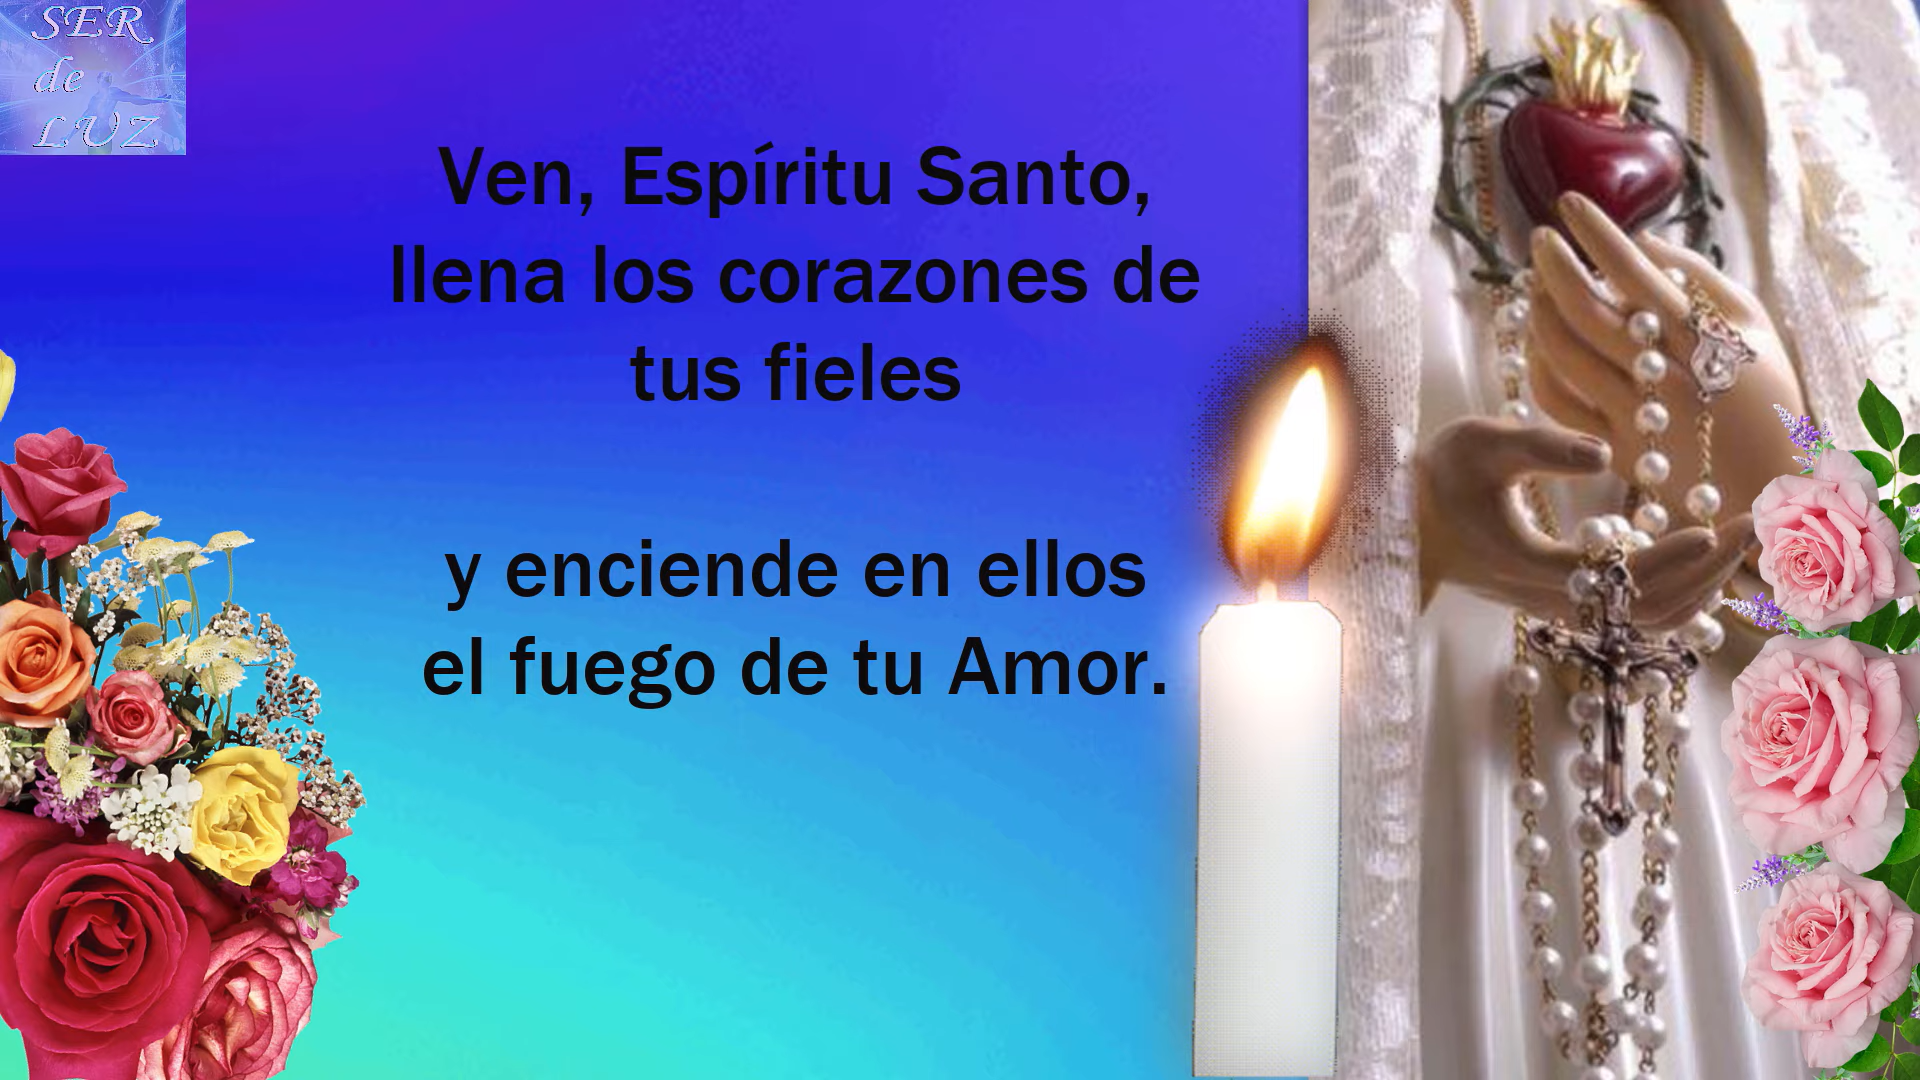 SER
de
LUZ
Ven, Espíritu Santo,
llena los corazones de
tus fieles
y enciende en ellos
el fuego de tu Amor.